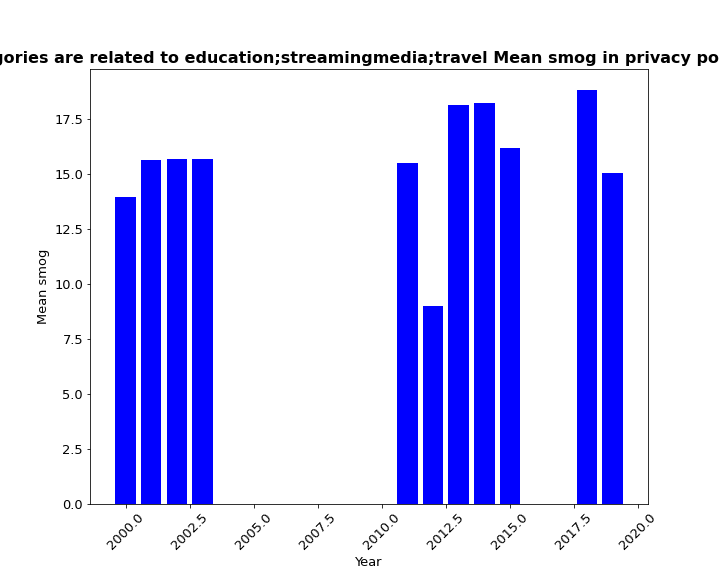 gories are related to education;streamingmedia;travel Mean smog in privacy po
17.5
15.0
12.5
10.0
7.5
5.0
2.5
0.0
Mean smog
2000.0 2002.5 2005.0 2007.5 2010.0 2012.5 2015.0 2017.5 2020.0
Year